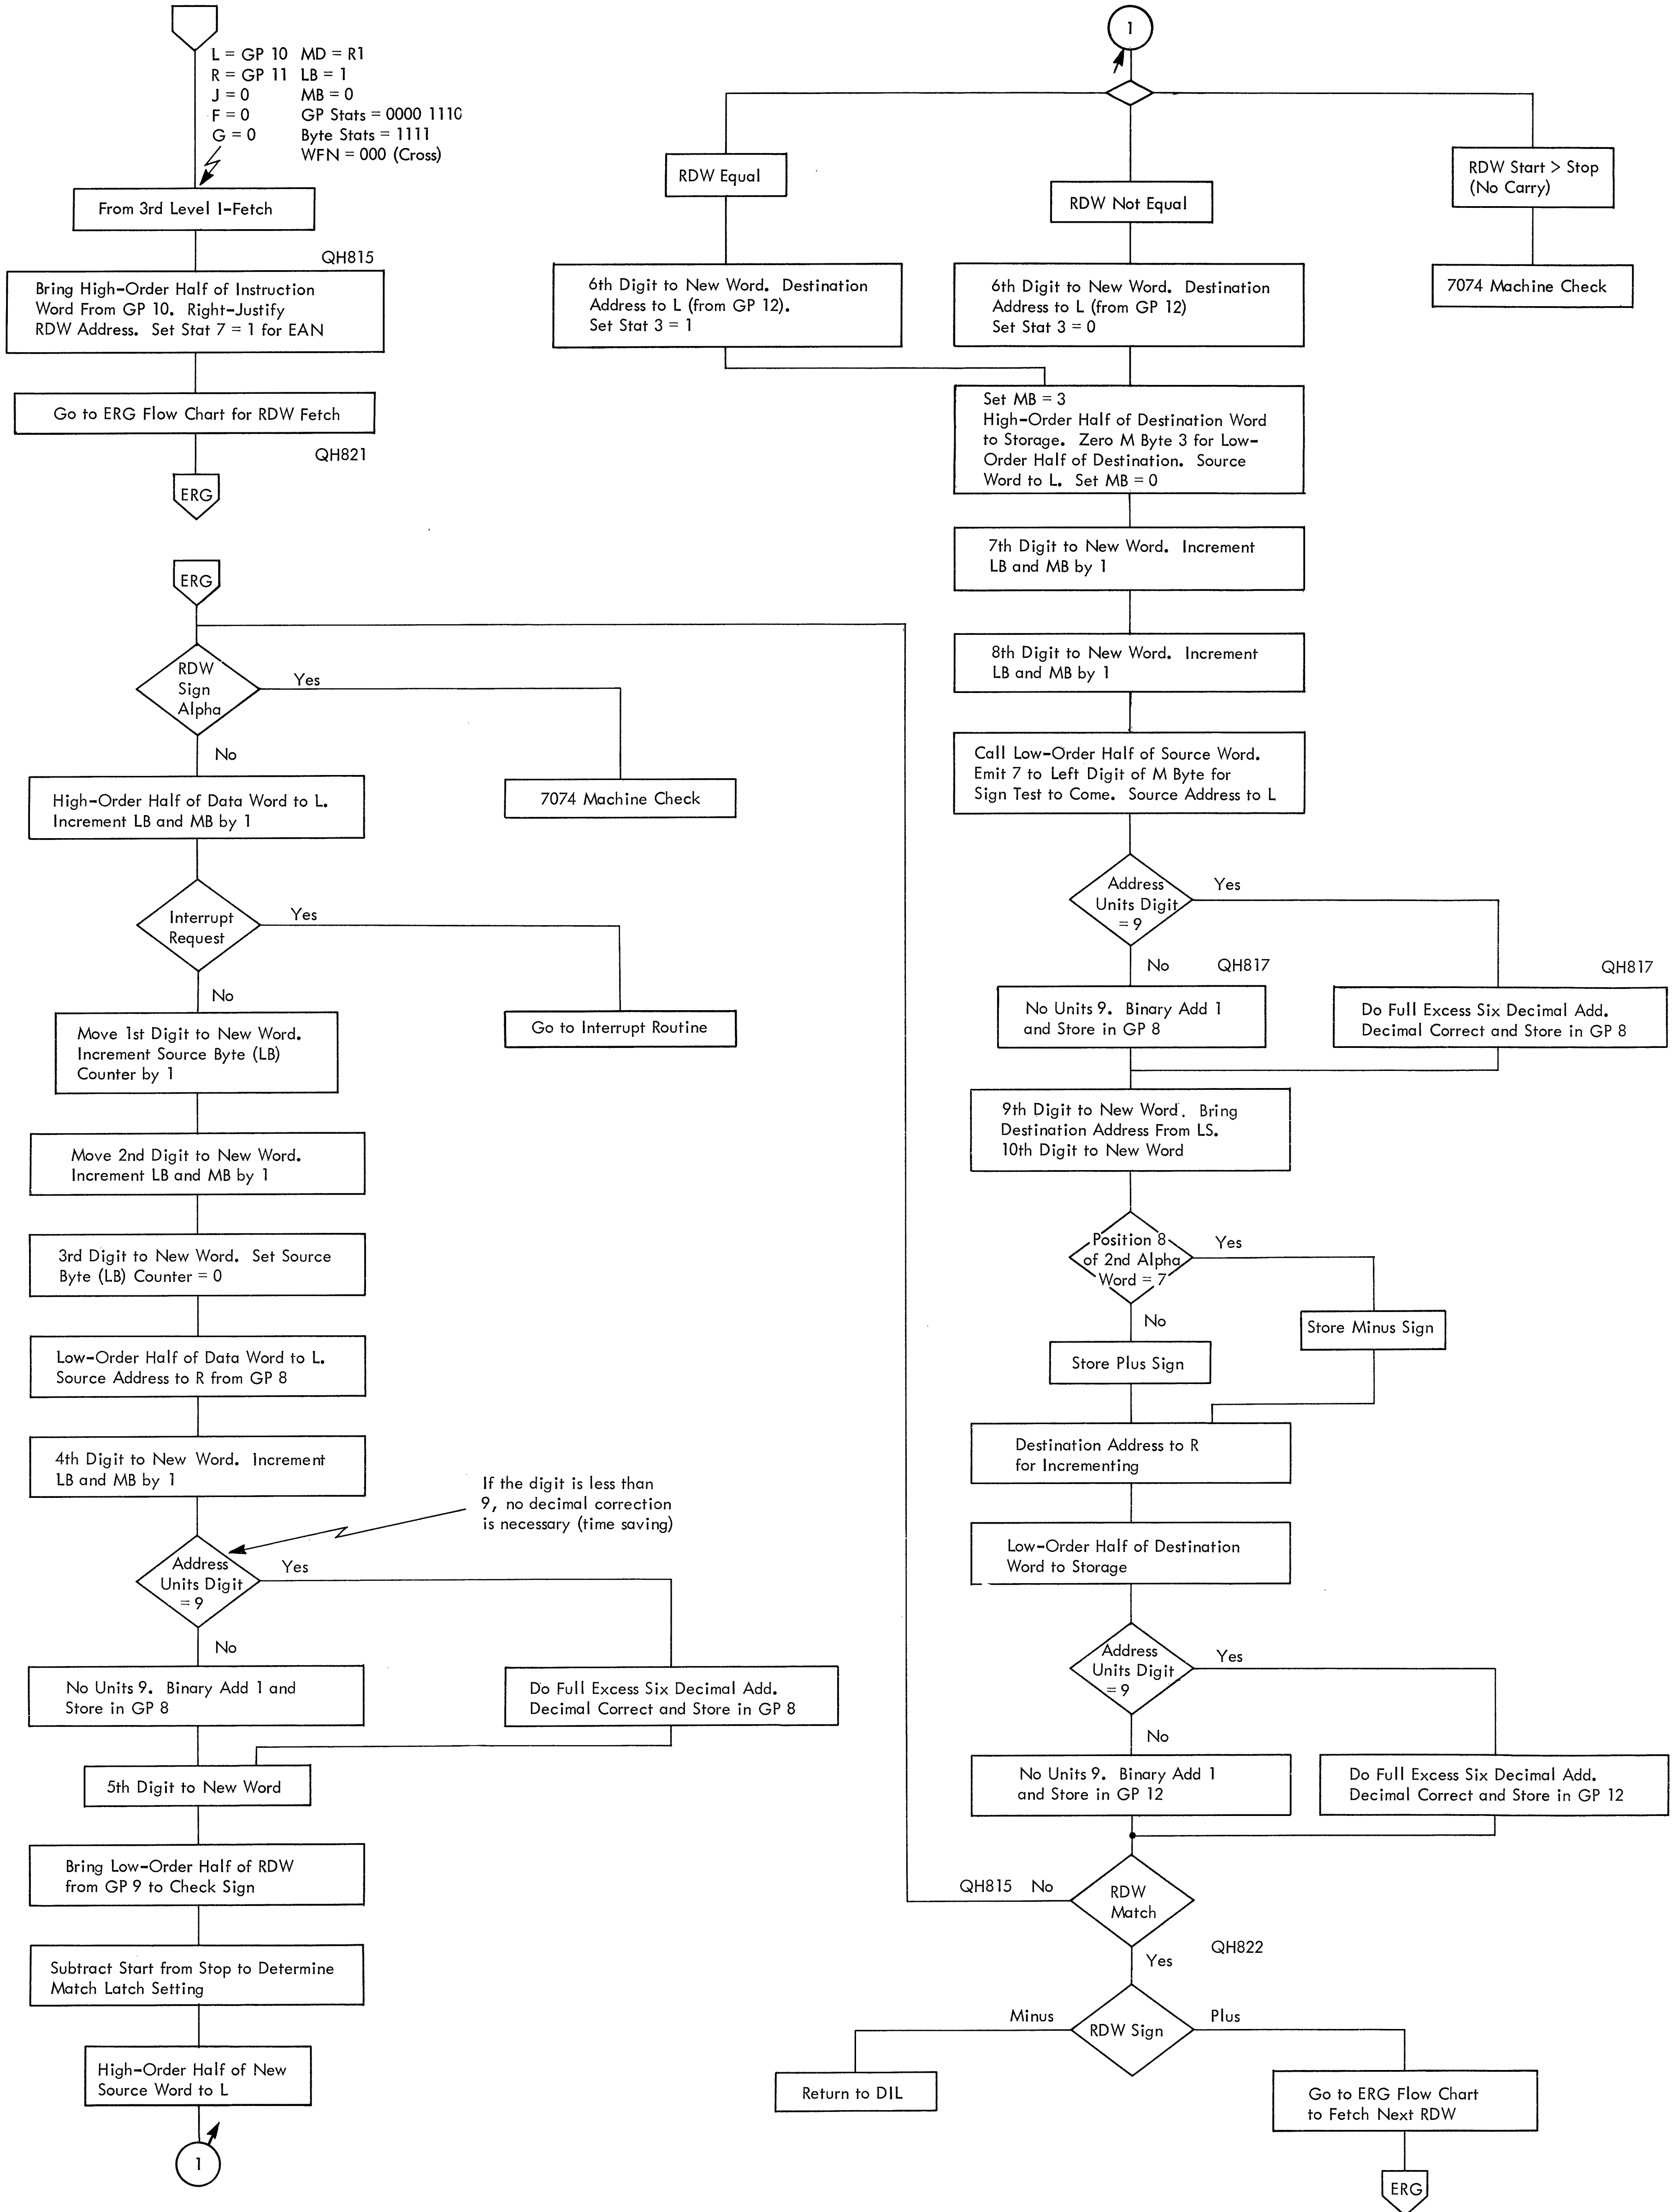 L = GP 10 MD = R1
R = GP 11 LB = 1
J = 0 MB = 0
F = 0 GP Stats = 0000 1110
G = 0 Byte Stats = 1111
WFN = 000 (Cross)
From 3rd Level I-Fetch
QH815
Bring High-Order Half of Instruction
Word From GP 10. Right-Justify
RDW Address. Set Stat 7 = 1 for EAN
Go to ERG Flow Chart for RDW Fetch
QH821
ERG
ERG
RDW
Sign
Alpha
Yes
No
High-Order Half of Data Word to L.
Increment LB and MB by 1
7074 Machine Check
Interrupt
Request
Yes
No
Move 1st Digit to New Word.
Increment Source Byte (LB)
Counter by 1
Go to Interrupt Routine
Move 2nd Digit to New Word.
Increment LB and MB by 1
3rd Digit to New Word. Set Source
Byte (LB) Counter = 0
Low-Order Half of Data Word to L.
Source Address to R from GP 8
4th Digit to New Word. Increment
LB and MB by 1
If the digit is less than
9, no decimal correction
is necessary (time saving)
Address
Units Digit
= 9
Yes
No
No Units 9. Binary Add 1 and
Store in GP 8
Do Full Excess Six Decimal Add.
Decimal Correct and Store in GP 8
5th Digit to New Word
Bring Low-Order Half of RDW
from GP 9 to Check Sign
Subtract Start from Stop to Determine
Match Latch Setting
High-Order Half of New
Source Word to L
1
1
RDW Equal
RDW Not Equal
RDW Start > Stop
(No Carry)
6th Digit to New Word. Destination
Address to L (from GP 12).
Set Stat 3 = 1
6th Digit to New Word. Destination
Address to L (from GP 12)
Set Stat 3 = 0
7074 Machine Check
Set MB = 3
High-Order Half of Destination Word
to Storage. Zero M Byte 3 for Low-
Order Half of Destination. Source
Word to L. Set MB = 0
7th Digit to New Word. Increment
LB and MB by 1
8th Digit to New Word. Increment
LB and MB by 1
Call Low-Order Half of Source Word.
Emit 7 to Left Digit of M Byte for
Sign Test to Come. Source Address to L
Address
Units Digit
= 9
Yes
No
QH817
QH817
No Units 9. Binary Add 1
and Store in GP 8
Do Full Excess Six Decimal Add.
Decimal Correct and Store in GP 8
9th Digit to New Word. Bring
Destination Address From LS.
10th Digit to New Word
Position 8
of 2nd Alpha
Word = 7
Yes
No
Store Minus Sign
Store Plus Sign
Destination Address to R
for Incrementing
Low-Order Half of Destination
Word to Storage
Address
Units Digit
= 9
Yes
No
No Units 9. Binary Add 1
and Store in GP 12
Do Full Excess Six Decimal Add.
Decimal Correct and Store in GP 12
QH815 No
RDW
Match
QH822
Yes
Minus
RDW Sign
Plus
Return to DIL
Go to ERG Flow Chart
to Fetch Next RDW
ERG